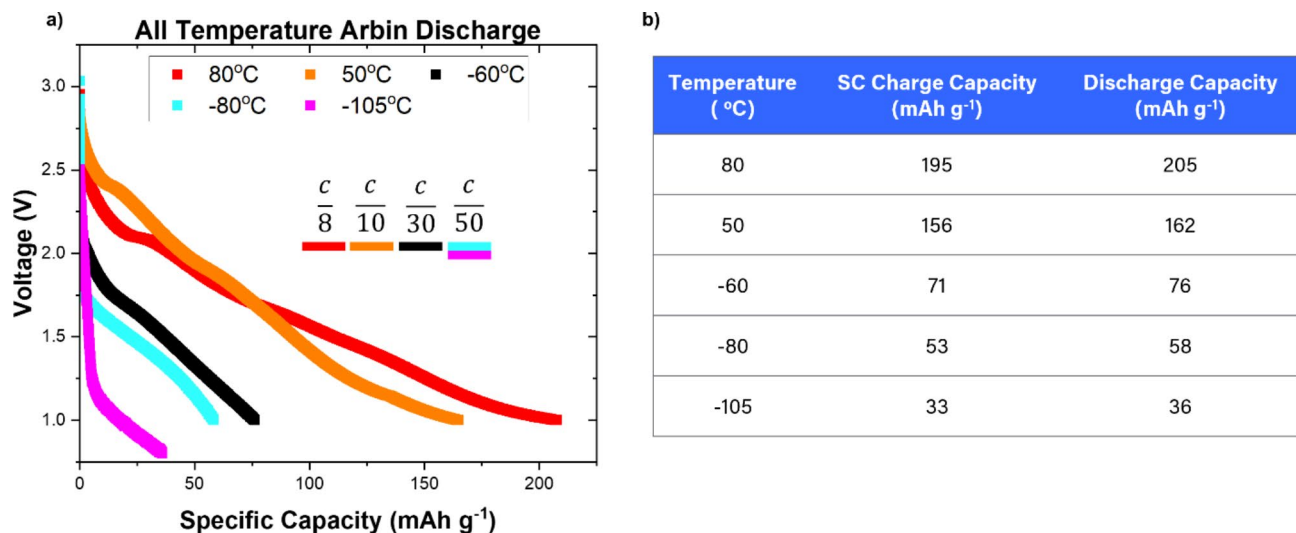 a)
All Temperature Arbin Discharge
80°C 50°C -60°C
-80°C -105°C
c/8 c/10 c/30 c/50
Voltage (V)
3.0
2.5
2.0
1.5
1.0
0 50 100 150 200
Specific Capacity (mAh g⁻¹)
b)
Temperature SC Charge Capacity Discharge Capacity
( °C) (mAh g⁻¹) (mAh g⁻¹)
80 195 205
50 156 162
-60 71 76
-80 53 58
-105 33 36